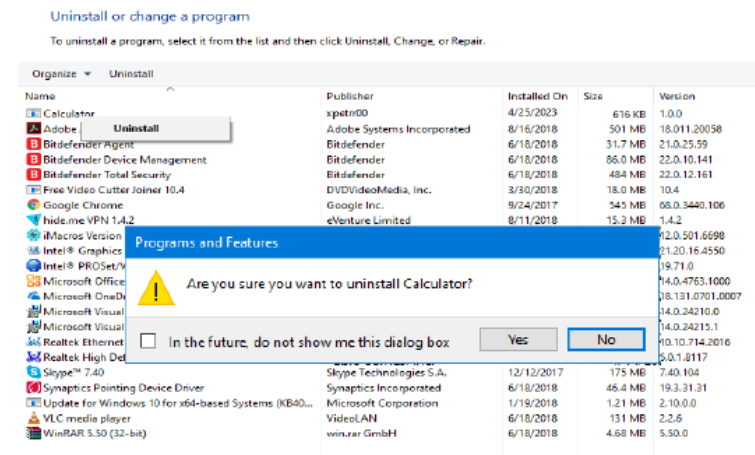 Uninstall or change a program
To uninstall a program, select it from the list and then click Uninstall, Change, or Repair.
Organize Uninstall
Name Publisher Installed On Size Version
Calculator xpetrr00 4/25/2023 616 KB 1.0.0
Adobe Adobe Systems Incorporated 8/16/2018 501 MB 18.011.20058
Uninstall
Bitdefender Agent Bitdefender 6/18/2018 31.7 MB 21.0.25.59
Bitdefender Device Management Bitdefender 6/18/2018 86.0 MB 22.0.10.141
Bitdefender Total Security Bitdefender 6/18/2018 484 MB 22.0.12.161
Free Video Cutter Joiner 10.4 DVDVideoMedia, Inc. 3/30/2018 18.0 MB 10.4
Google Chrome Google Inc. 9/24/2017 545 MB 68.0.3440.106
hide.me VPN 1.4.2 eVenture Limited 8/11/2018 15.3 MB 1.4.2
iMacros Version 12.0.501.6698
Intel® Graphics 21.20.16.4550
Intel® PROSet/ 19.71.0
Microsoft Office 14.0.4763.1000
Microsoft OneDr 18.131.0701.0007
Microsoft Visual 14.0.24210.0
Microsoft Visual 14.0.24215.1
Realtek Ethernet 10.10.714.2016
Realtek High Def 6.0.1.8117
Programs and Features
Are you sure you want to uninstall Calculator?
In the future, do not show me this dialog box Yes No
Skype™ 7.40 Skype Technologies S.A. 12/12/2017 175 MB 7.40.104
Synaptics Pointing Device Driver Synaptics Incorporated 6/18/2018 46.4 MB 19.3.31.31
Update for Windows 10 for x64-based Systems (KB40... Microsoft Corporation 1/19/2018 1.21 MB 2.10.0.0
VLC media player VideoLAN 6/18/2018 131 MB 2.2.6
WinRAR 5.50 (32-bit) win.rar GmbH 6/18/2018 4.68 MB 5.50.0